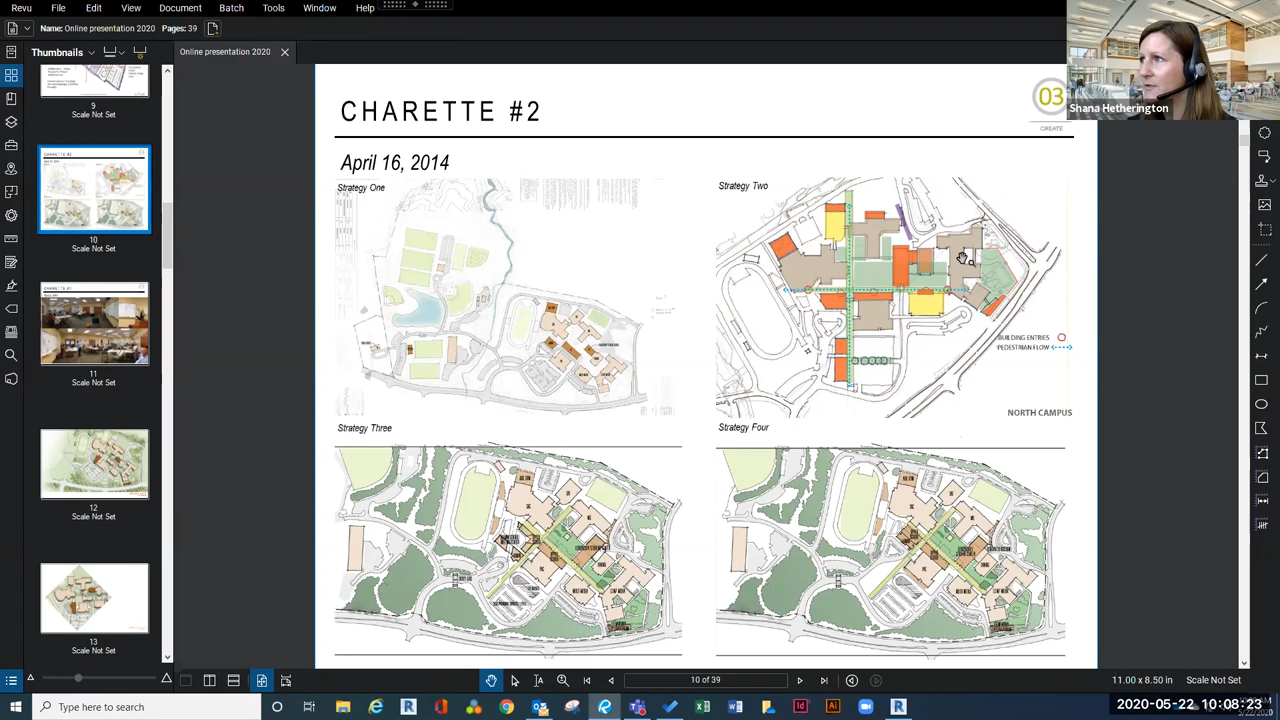 Revu File Edit View Document Batch Tools Window Help
Name: Online presentation 2020 Pages: 39
Thumbnails
Online presentation 2020
Shana Hetherington
9
Scale Not Set
10
Scale Not Set
11
Scale Not Set
12
Scale Not Set
13
Scale Not Set
CHARETTE #2
03
CREATE
April 16, 2014
Strategy One
Strategy Two
BUILDING ENTRIES
PEDESTRIAN FLOW
NORTH CAMPUS
Strategy Three
Strategy Four
10 of 39
11.00 x 8.50 in
Scale Not Set
Type here to search
2020-05-22 10:08:23